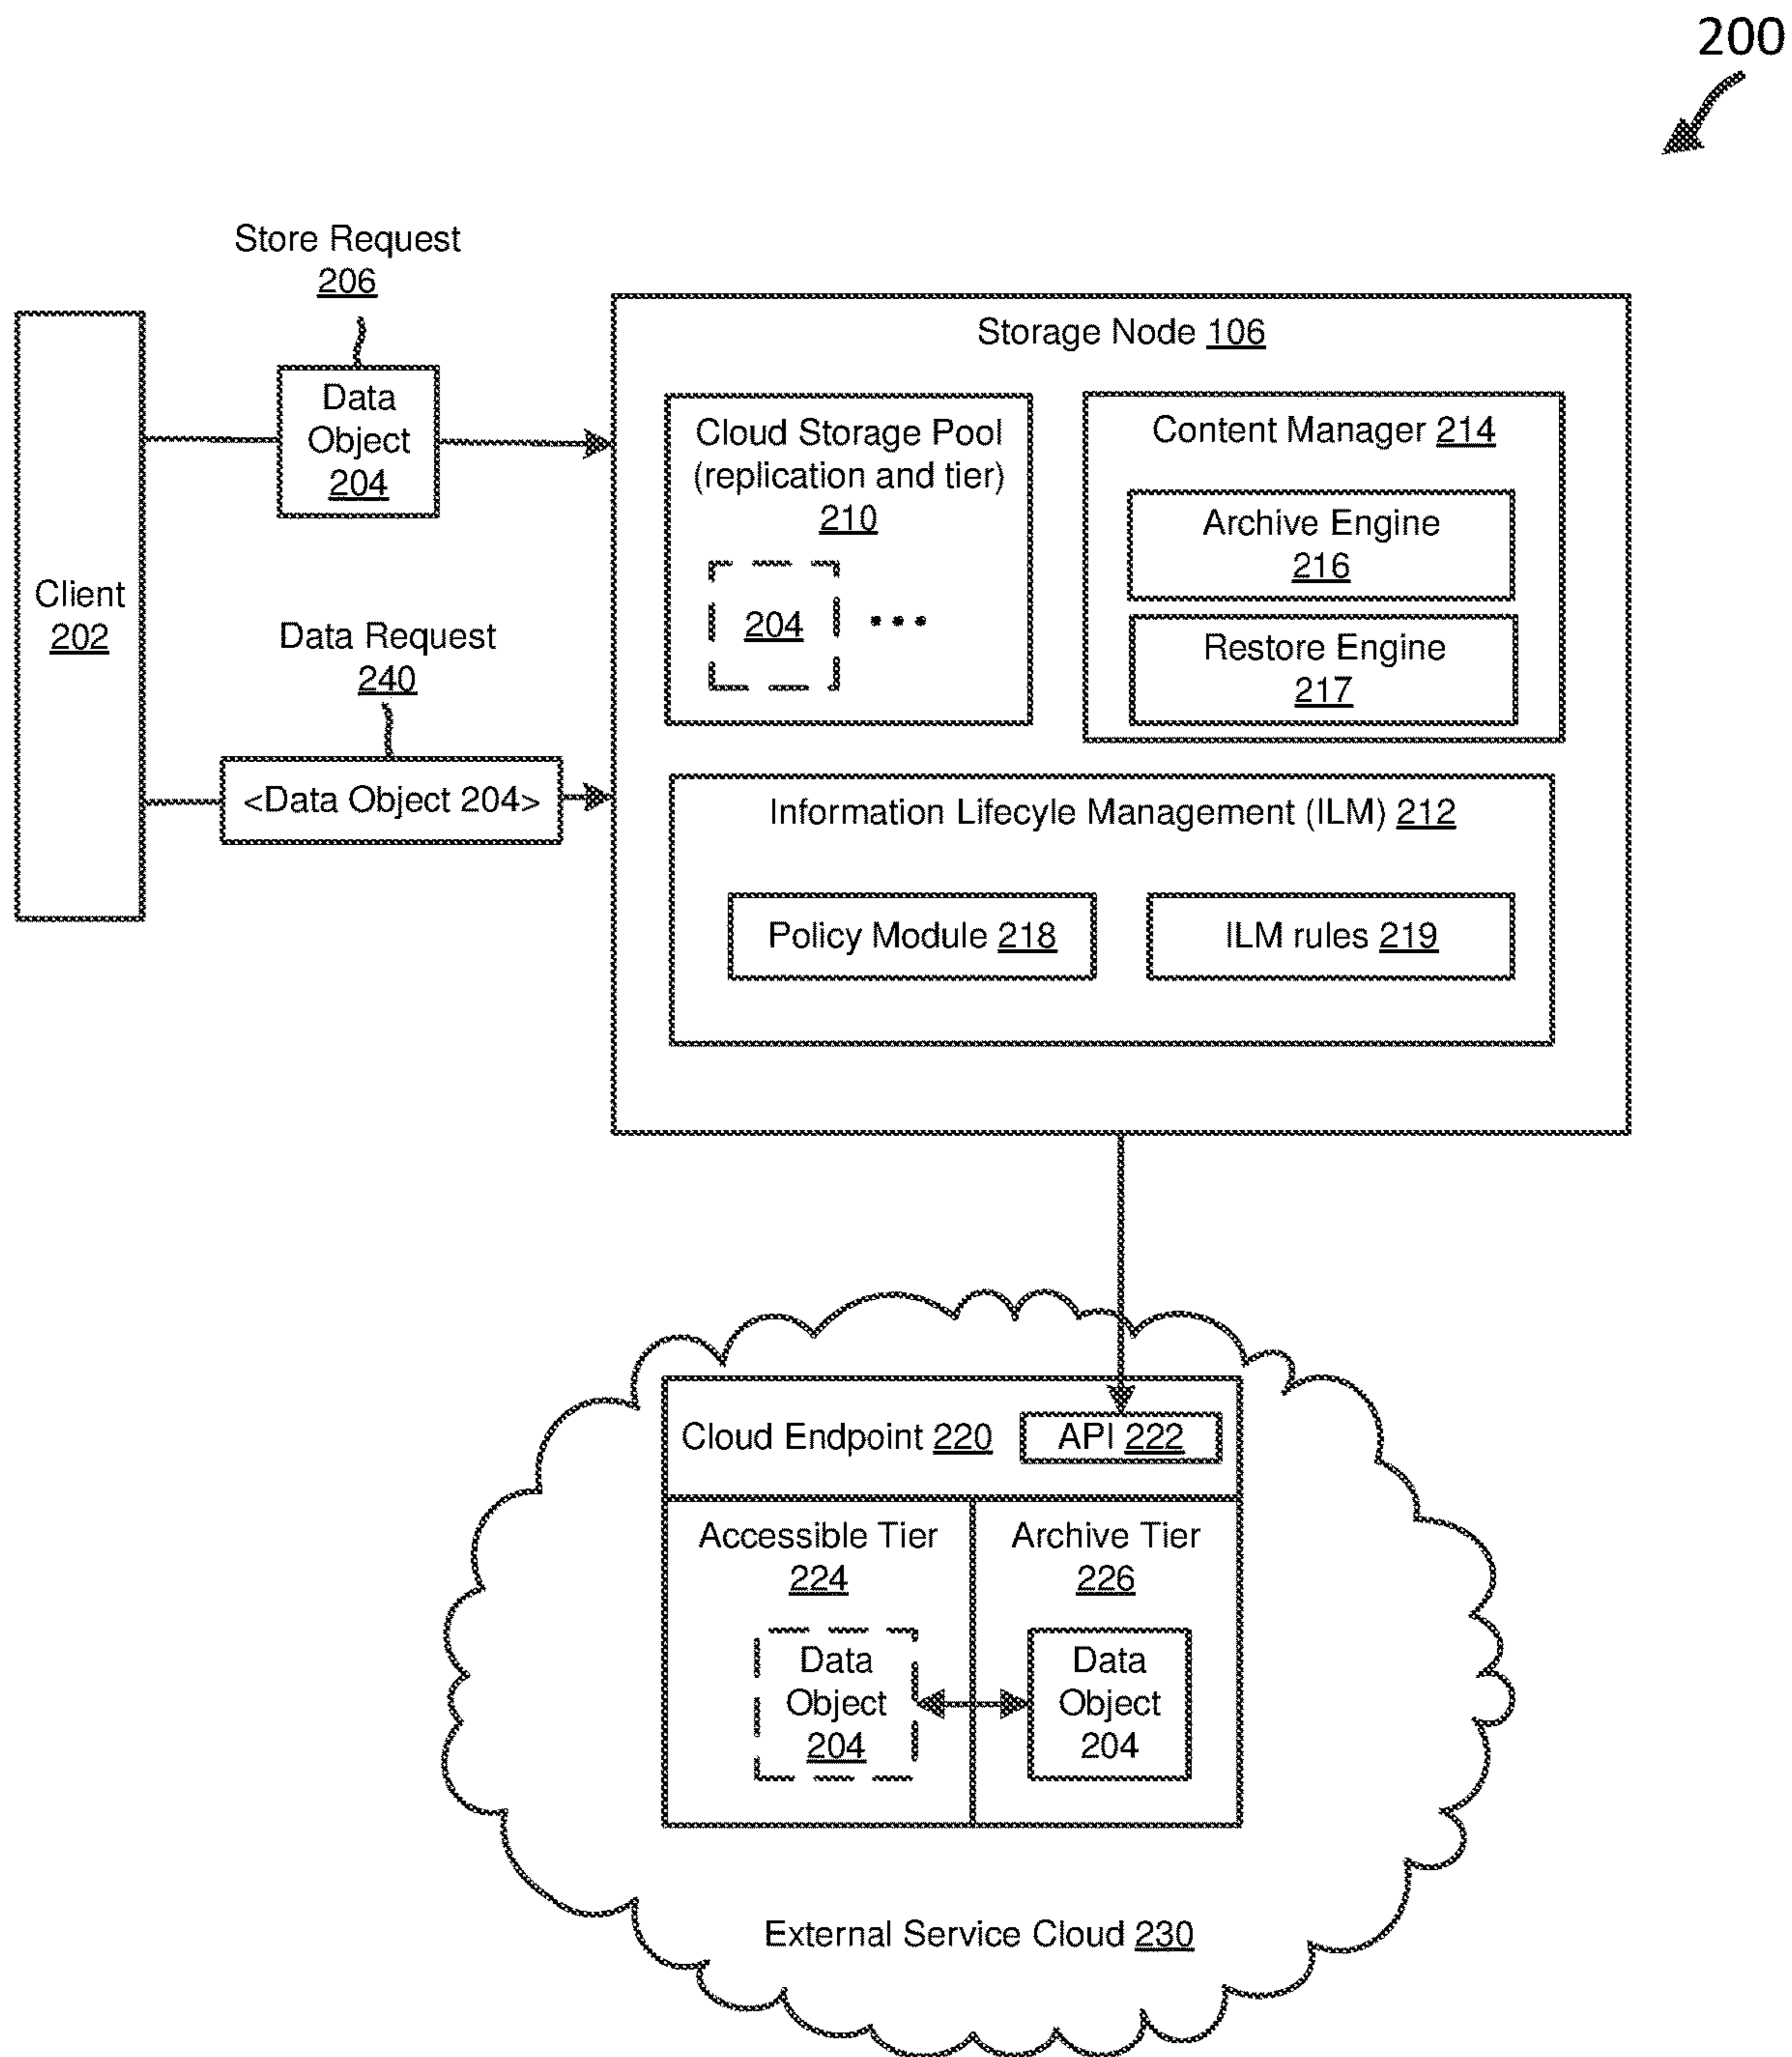 200
Store Request
206
Data
Object
204
Client
202
Data Request
240
<Data Object 204>
Storage Node 106
Cloud Storage Pool
(replication and tier)
210
204
...
Content Manager 214
Archive Engine
216
Restore Engine
217
Information Lifecyle Management (ILM) 212
Policy Module 218
ILM rules 219
Cloud Endpoint 220
API 222
Accessible Tier
224
Data
Object
204
Archive Tier
226
Data
Object
204
External Service Cloud 230